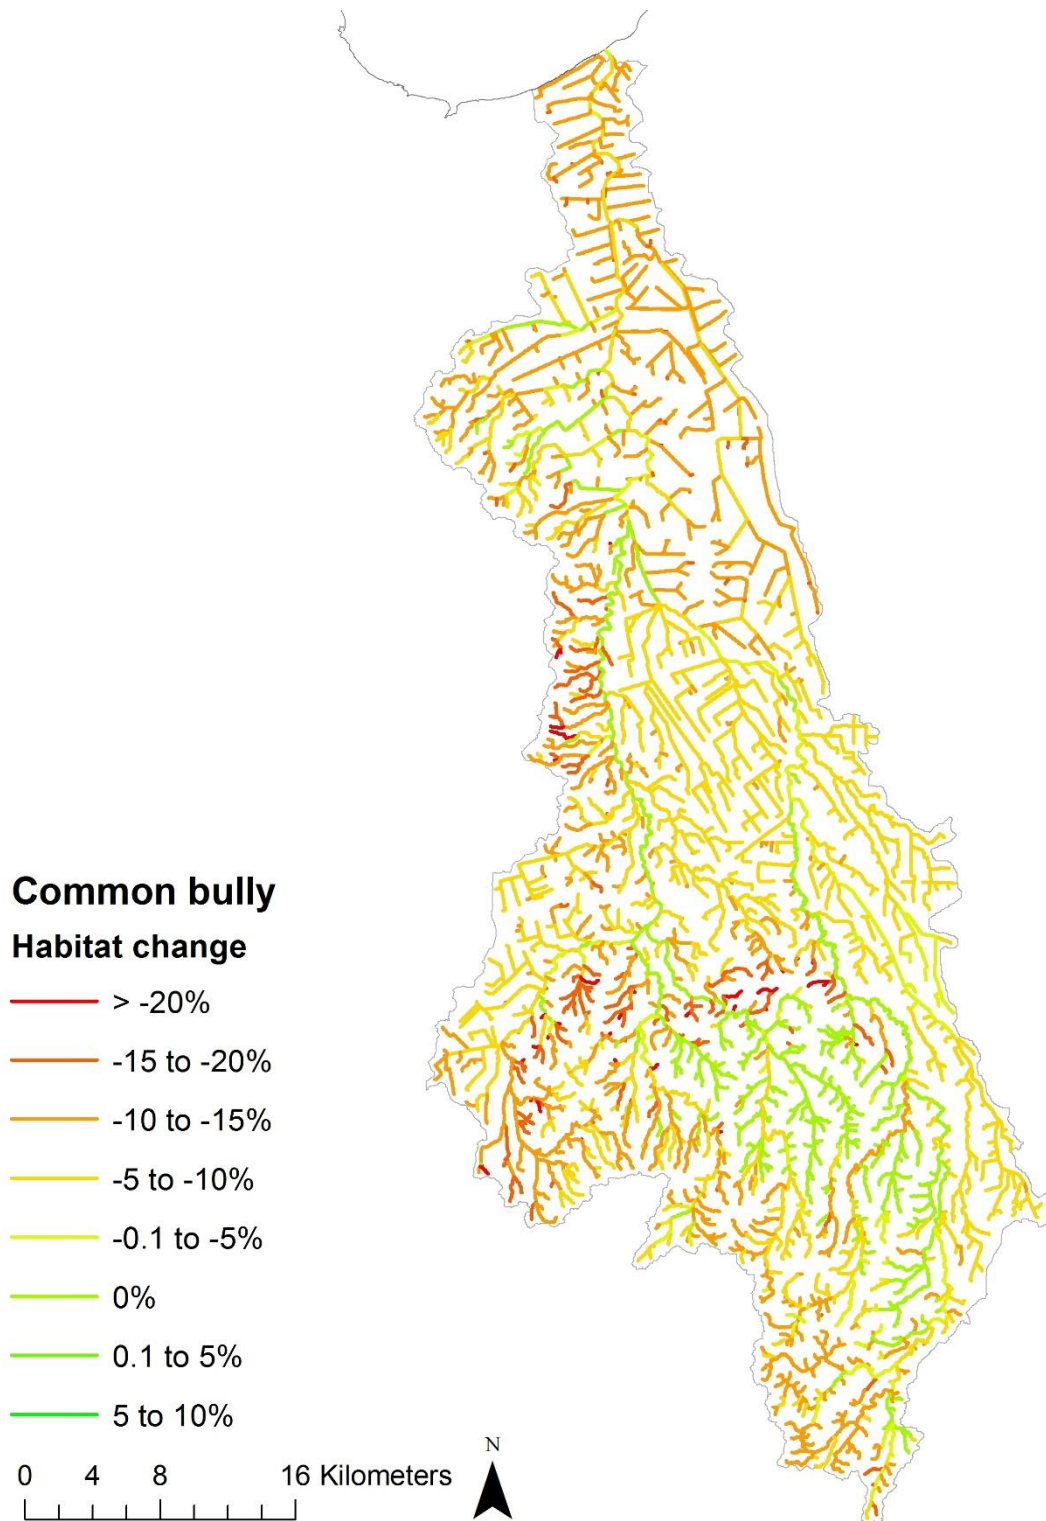 Common bully
Habitat change
> -20%
-15 to -20%
-10 to -15%
-5 to -10%
-0.1 to -5%
0%
0.1 to 5%
5 to 10%
0 4 8 16 Kilometers
N